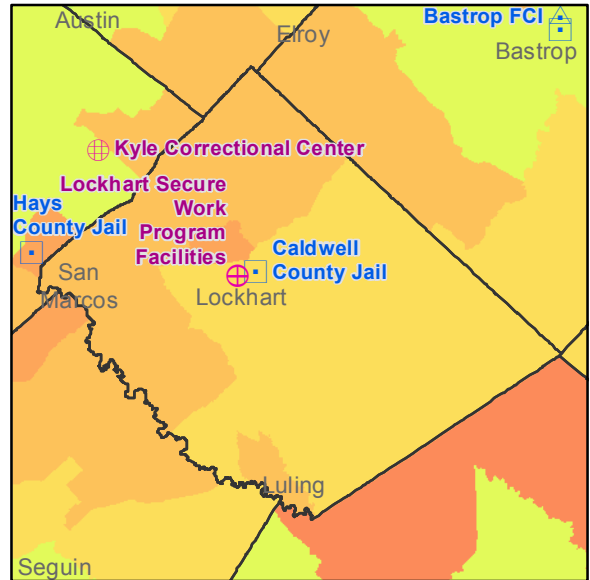 Austin
Elroy
Bastrop FCI
Bastrop
Kyle Correctional Center
Lockhart Secure
Work
Program
Facilities
Hays
County Jail
San
Marcos
Caldwell
County Jail
Lockhart
Luling
Seguin